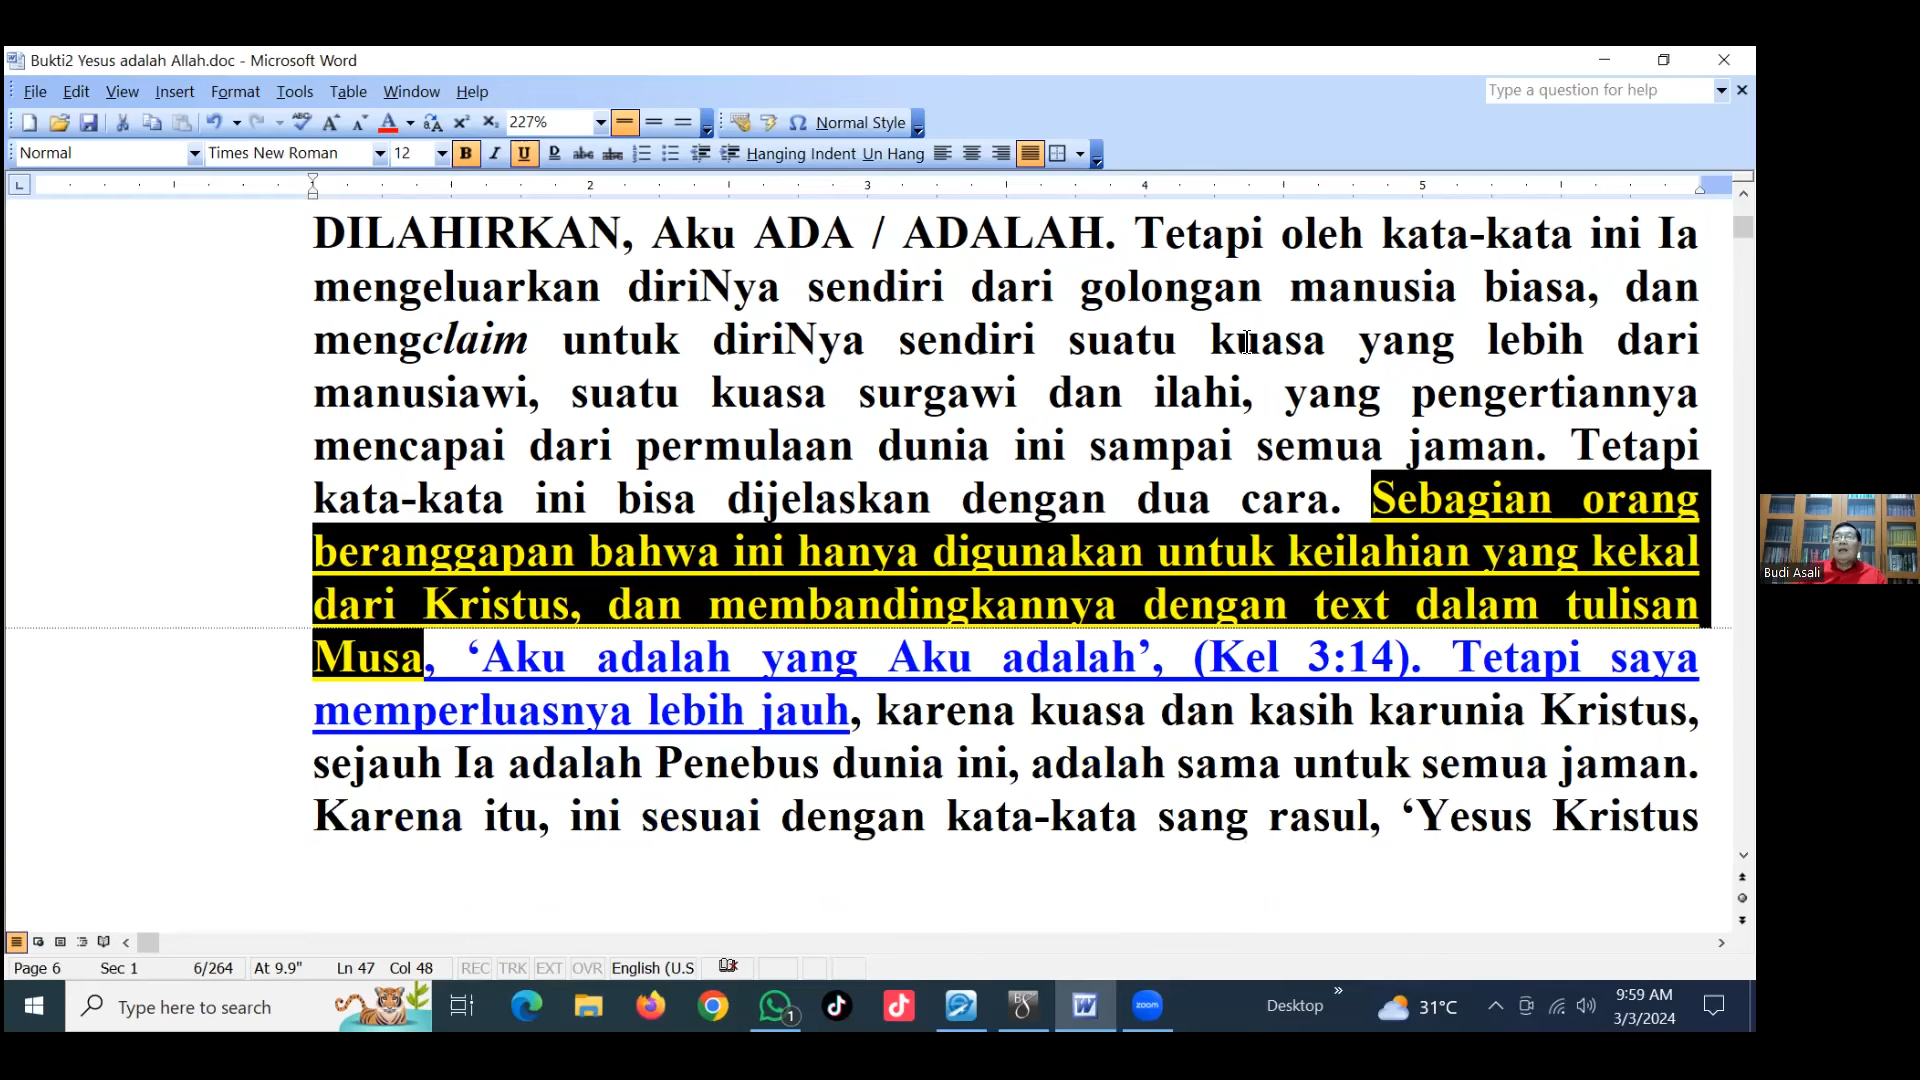 Bukti2 Yesus adalah Allah.doc - Microsoft Word
File Edit View Insert Format Tools Table Window Help
Type a question for help
227%
Normal Style
Normal
Times New Roman
12
Hanging Indent Un Hang
1 2 3 4 5
DILAHIRKAN, Aku ADA / ADALAH. Tetapi oleh kata-kata ini Ia
mengeluarkan diriNya sendiri dari golongan manusia biasa, dan
mengclaim untuk diriNya sendiri suatu kuasa yang lebih dari
manusiawi, suatu kuasa surgawi dan ilahi, yang pengertiannya
mencapai dari permulaan dunia ini sampai semua jaman. Tetapi
kata-kata ini bisa dijelaskan dengan dua cara. Sebagian orang
beranggapan bahwa ini hanya digunakan untuk keilahian yang kekal
dari Kristus, dan membandingkannya dengan text dalam tulisan
Musa, ‘Aku adalah yang Aku adalah’, (Kel 3:14). Tetapi saya
memperluasnya lebih jauh, karena kuasa dan kasih karunia Kristus,
sejauh Ia adalah Penebus dunia ini, adalah sama untuk semua jaman.
Karena itu, ini sesuai dengan kata-kata sang rasul, ‘Yesus Kristus
Budi Asali
Page 6 Sec 1 6/264 At 9.9" Ln 47 Col 48 REC TRK EXT OVR English (U.S
Type here to search
1
zoom
Desktop
31°C
9:59 AM
3/3/2024